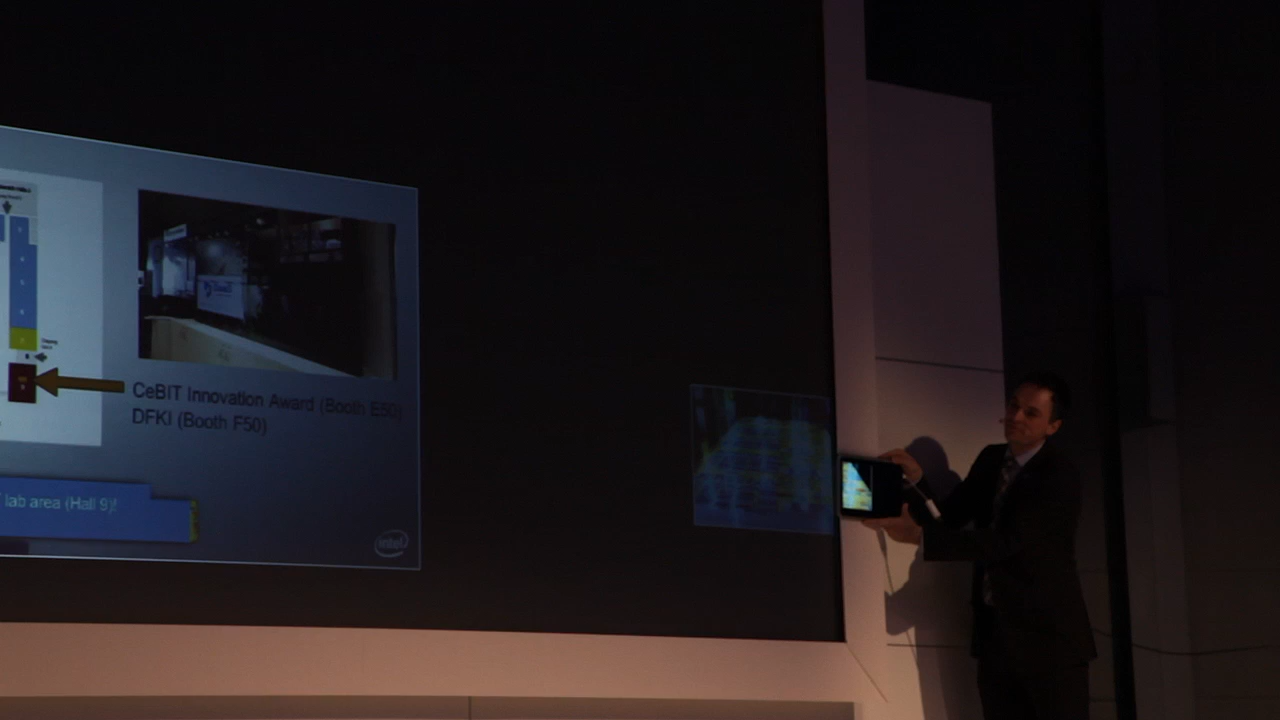 CeBIT Innovation Award (Booth E50)
DFKI (Booth F50)
lab area (Hall 9)!
intel